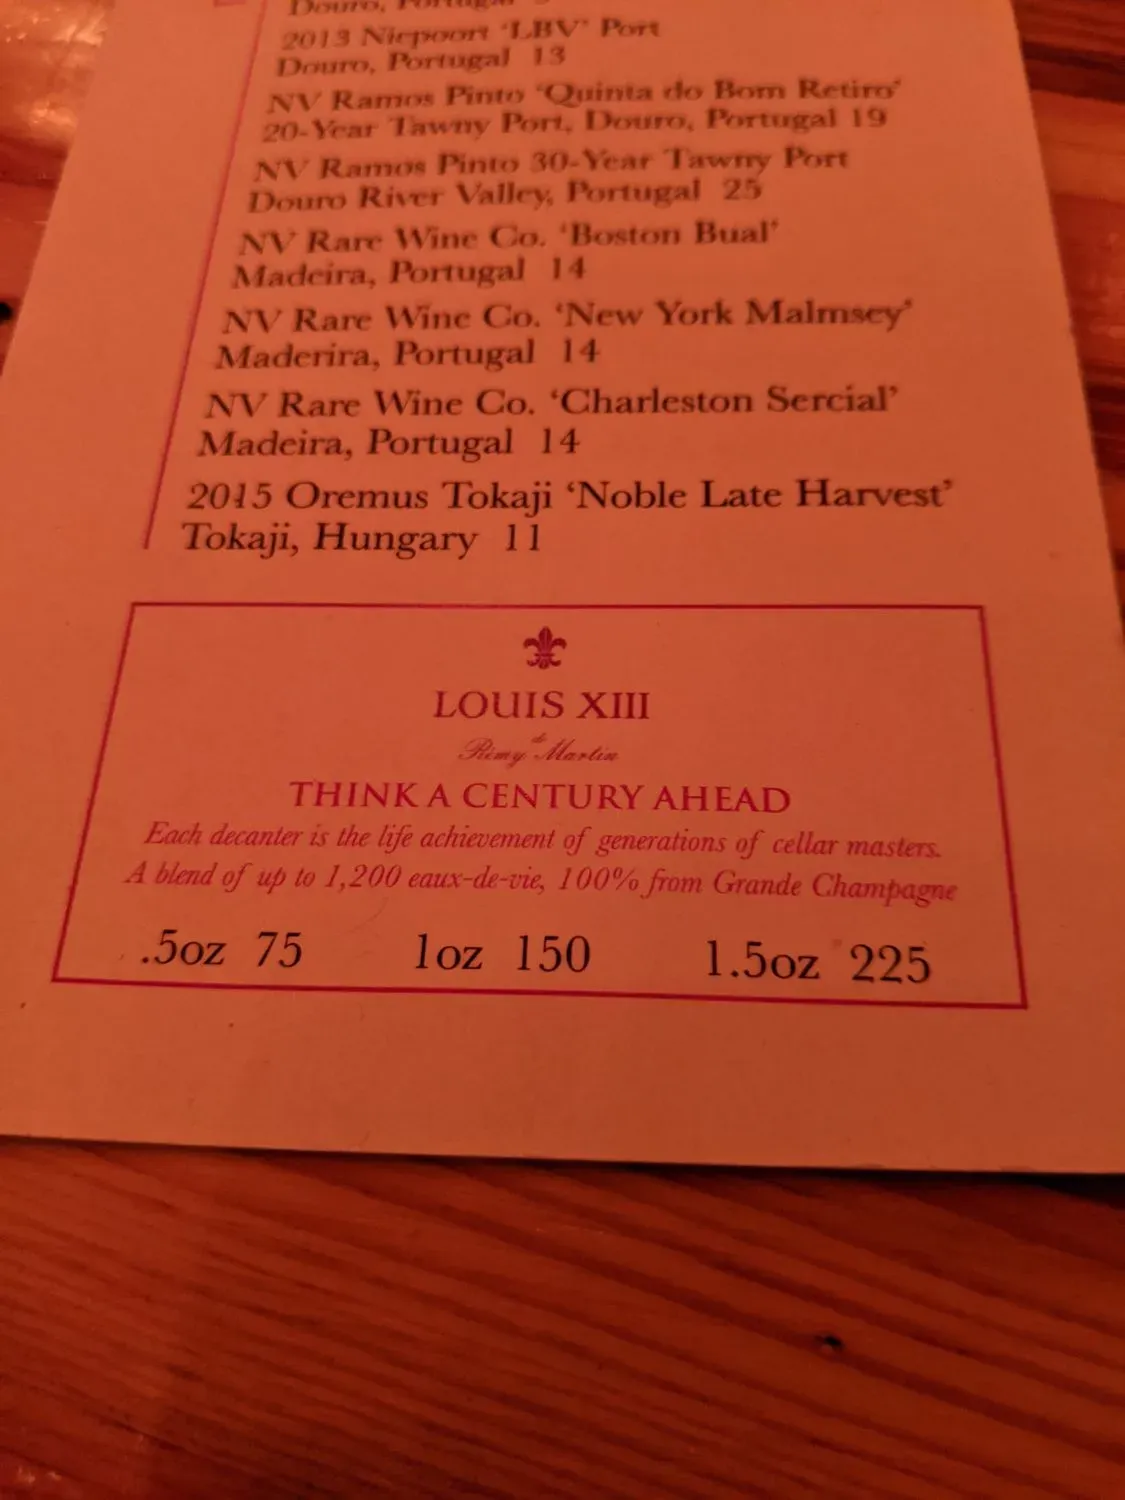 Douro, Portugal
2013 Niepoort 'LBV' Port
Douro, Portugal 13
NV Ramos Pinto 'Quinta do Bom Retiro'
20-Year Tawny Port, Douro, Portugal 19
NV Ramos Pinto 30-Year Tawny Port
Douro River Valley, Portugal 25
NV Rare Wine Co. 'Boston Bual'
Madeira, Portugal 14
NV Rare Wine Co. 'New York Malmsey'
Maderira, Portugal 14
NV Rare Wine Co. 'Charleston Sercial'
Madeira, Portugal 14
2015 Oremus Tokaji 'Noble Late Harvest'
Tokaji, Hungary 11
LOUIS XIII
de
Rémy Martin
THINK A CENTURY AHEAD
Each decanter is the life achievement of generations of cellar masters.
A blend of up to 1,200 eaux-de-vie, 100% from Grande Champagne
.5oz 75 1oz 150 1.5oz 225